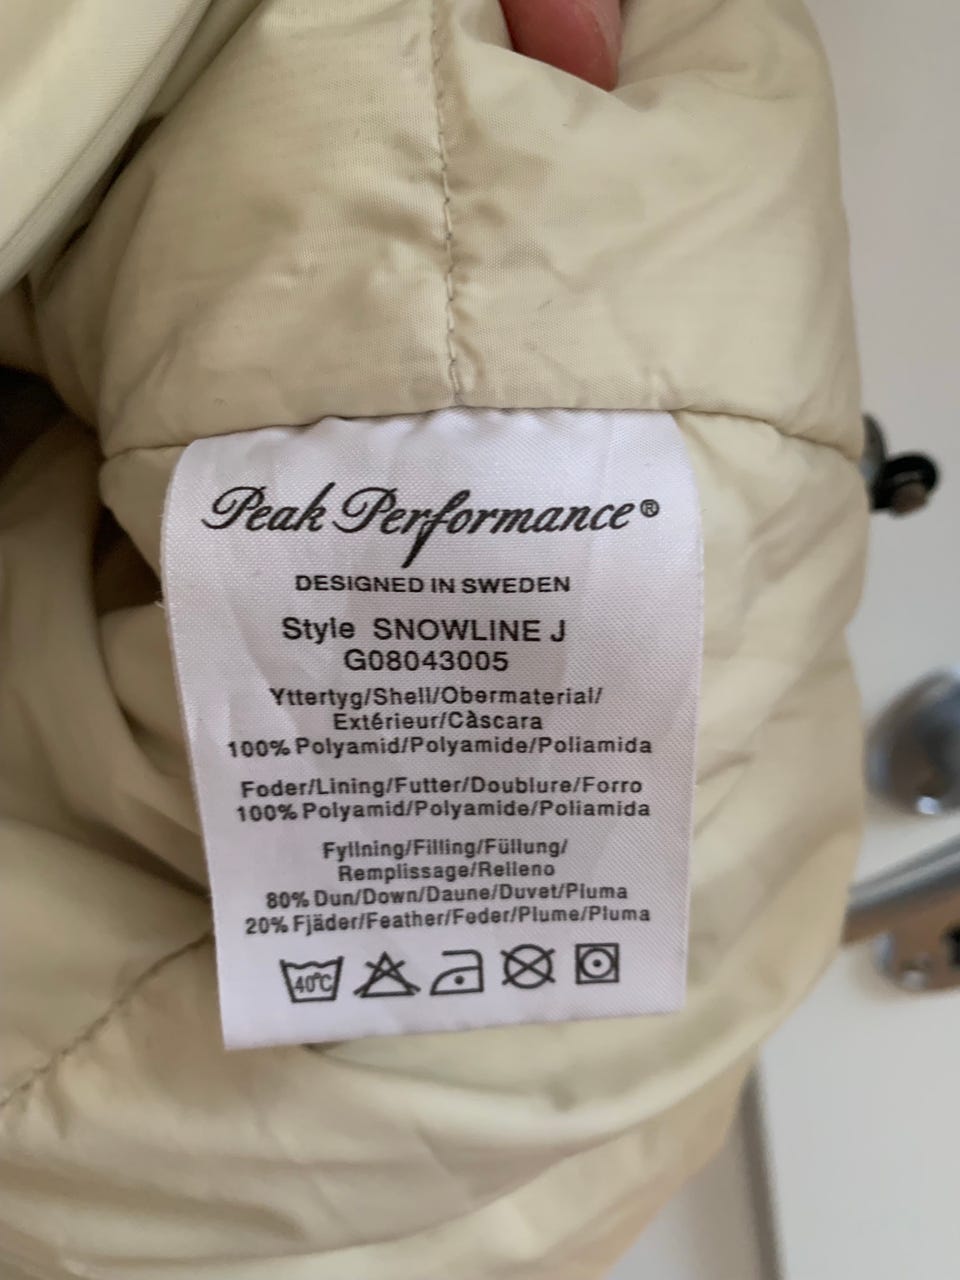 Peak Performance®
DESIGNED IN SWEDEN
Style SNOWLINE J
G08043005
Yttertyg/Shell/Obermaterial/
Extérieur/Càscara
100% Polyamid/Polyamide/Poliamida
Foder/Lining/Futter/Doublure/Forro
100% Polyamid/Polyamide/Poliamida
Fyllning/Filling/Füllung/
Remplissage/Relleno
80% Dun/Down/Daune/Duvet/Pluma
20% Fjäder/Feather/Feder/Plume/Pluma
40°C